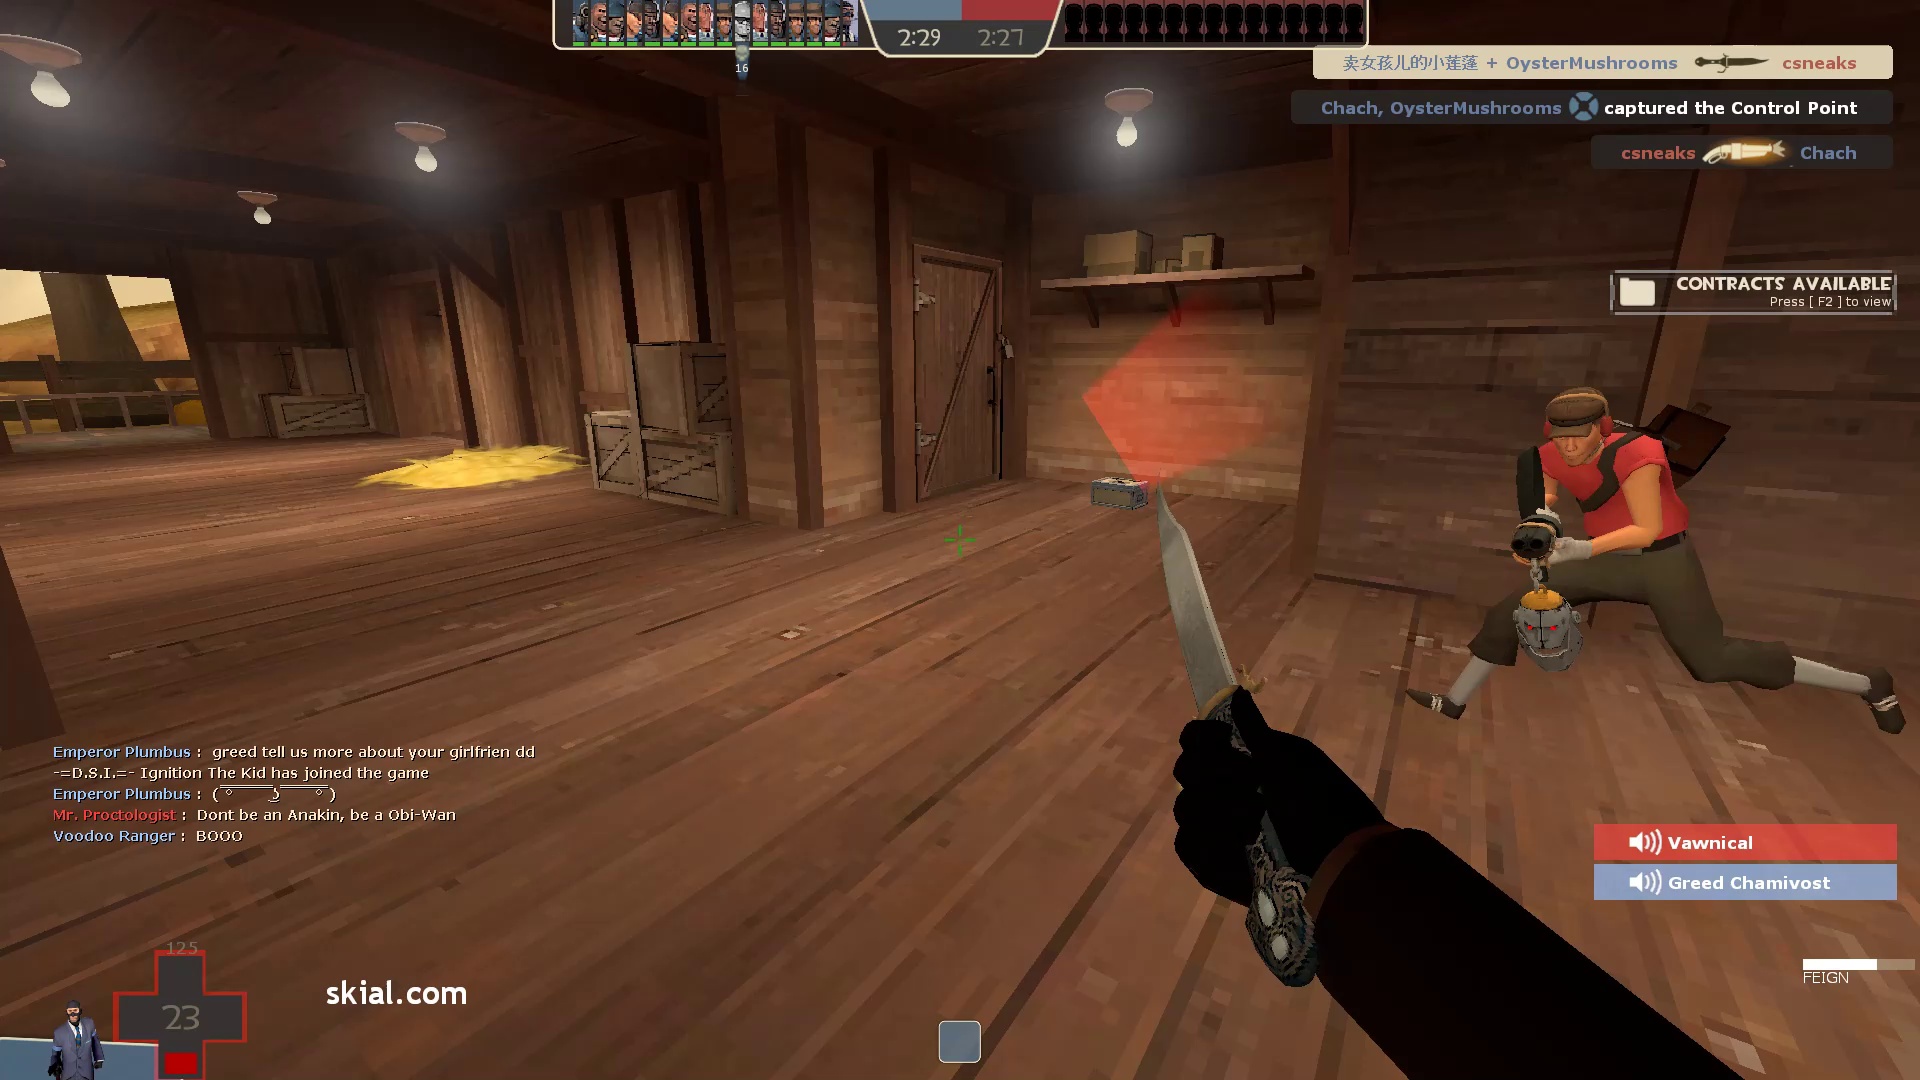 2:29 2:27
16
卖女孩儿的小莲蓬 + OysterMushrooms csneaks
Chach, OysterMushrooms captured the Control Point
csneaks Chach
CONTRACTS AVAILABLE
Press [ F2 ] to view
Emperor Plumbus : greed tell us more about your girlfrien dd
-=D.S.I.=- Ignition The Kid has joined the game
Emperor Plumbus :
Mr. Proctologist : Dont be an Anakin, be a Obi-Wan
Voodoo Ranger : BOOO
Vawnical
Greed Chamivost
125
23
skial.com
FEIGN